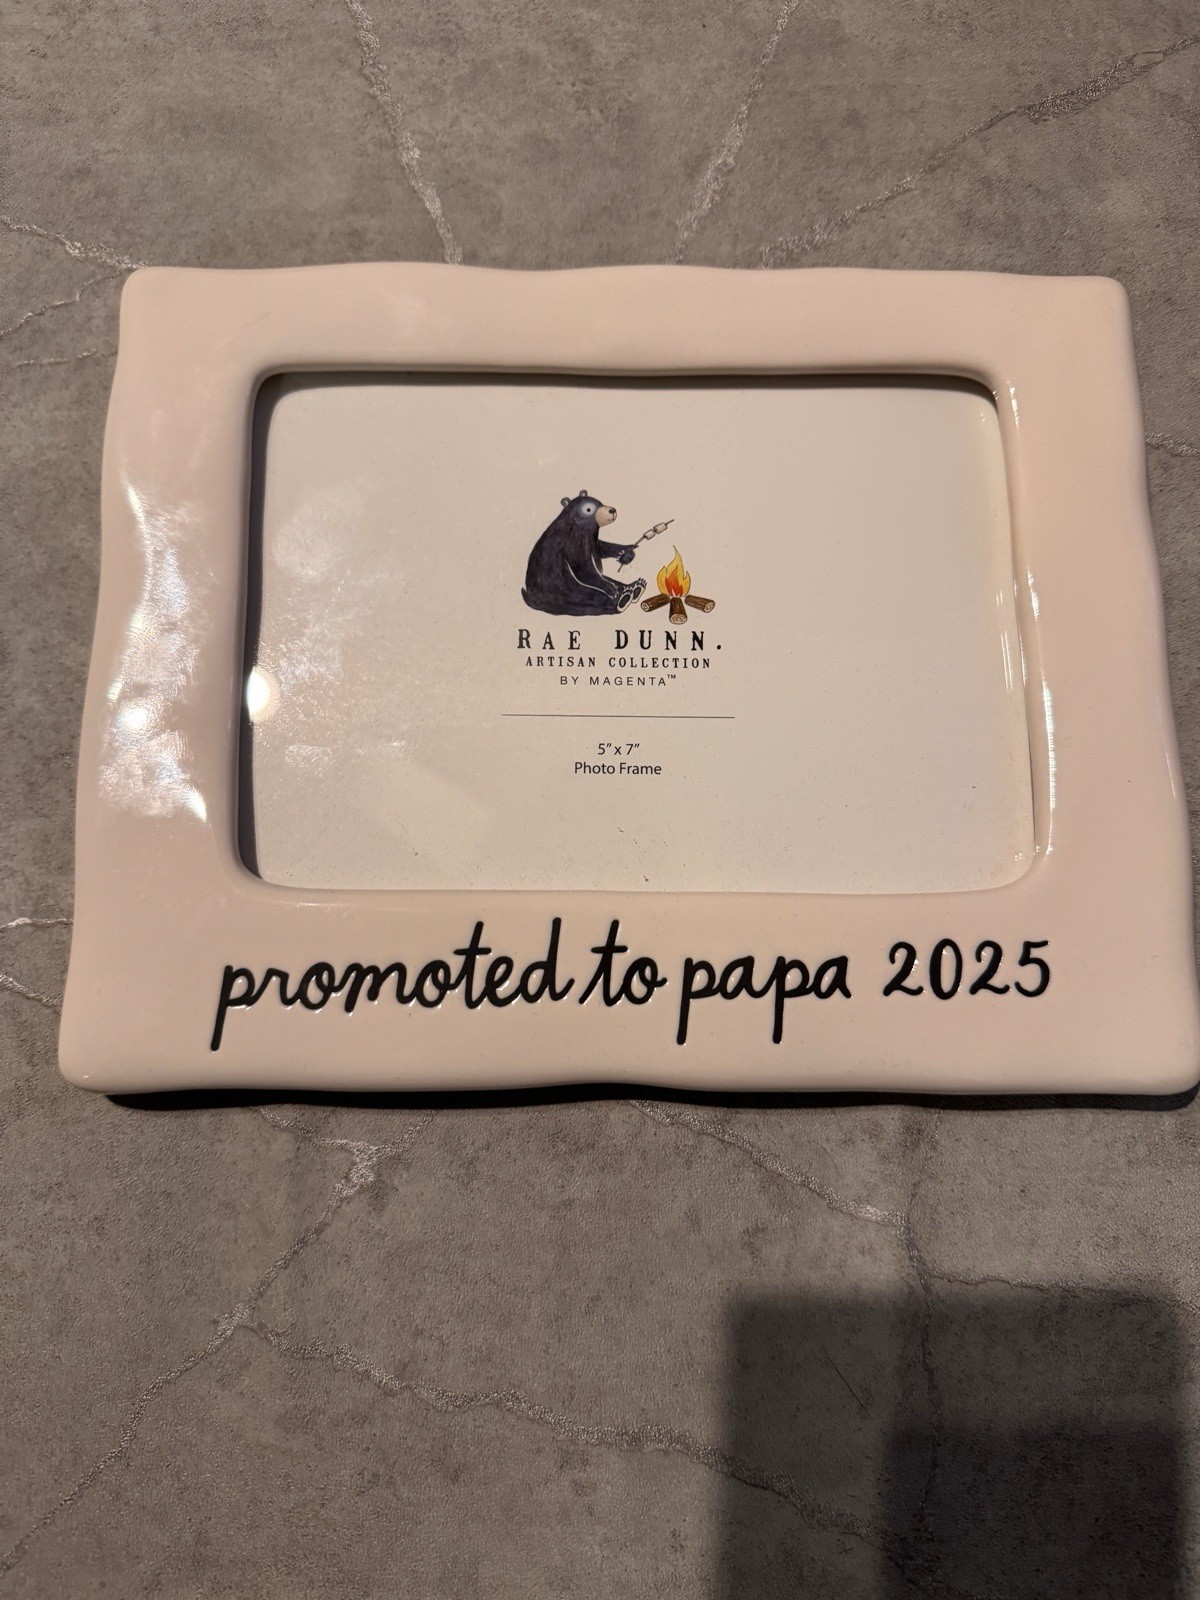 RAE DUNN.
ARTISAN COLLECTION
BY MAGENTA™
5” x 7”
Photo Frame
promoted to papa 2025